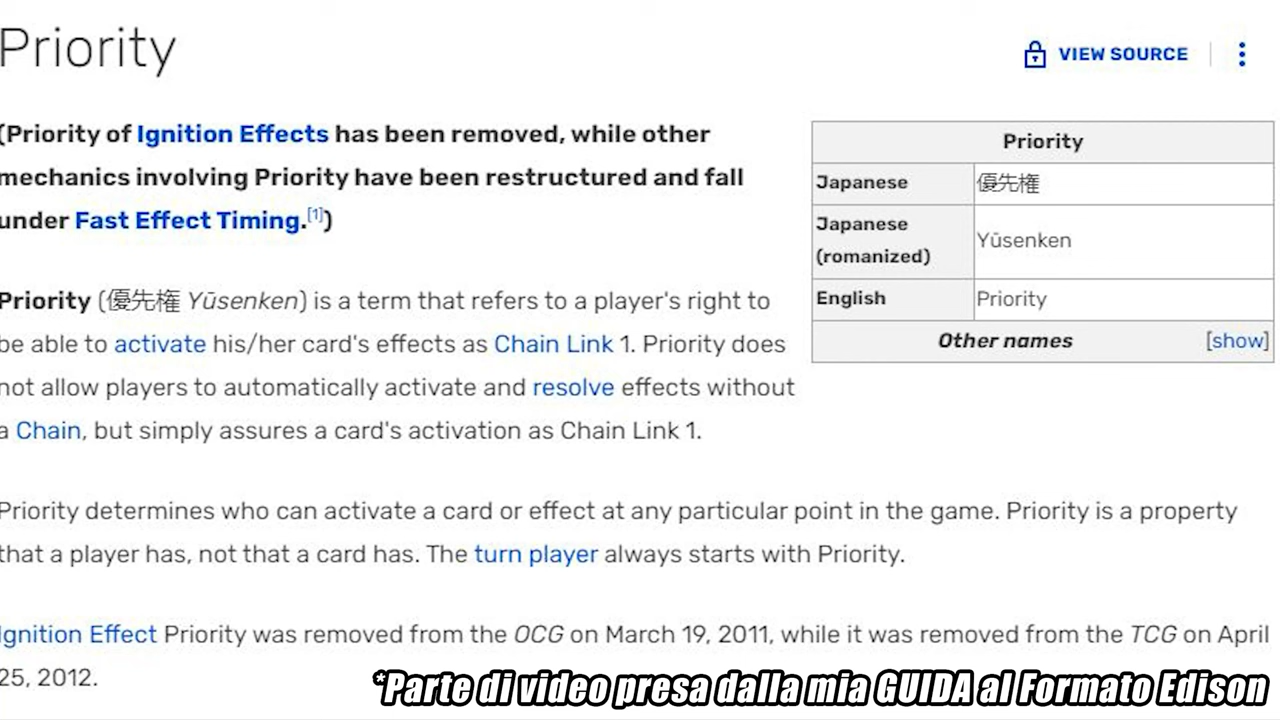 Priority
VIEW SOURCE
(Priority of Ignition Effects has been removed, while other
mechanics involving Priority have been restructured and fall
under Fast Effect Timing.[1])
Priority
Japanese 優先権
Japanese
(romanized) Yūsenken
English Priority
Other names [show]
Priority (優先権 Yūsenken) is a term that refers to a player's right to
be able to activate his/her card's effects as Chain Link 1. Priority does
not allow players to automatically activate and resolve effects without
a Chain, but simply assures a card's activation as Chain Link 1.
Priority determines who can activate a card or effect at any particular point in the game. Priority is a property
that a player has, not that a card has. The turn player always starts with Priority.
Ignition Effect Priority was removed from the OCG on March 19, 2011, while it was removed from the TCG on April
25, 2012.
*Parte di video presa dalla mia GUIDA al Formato Edison